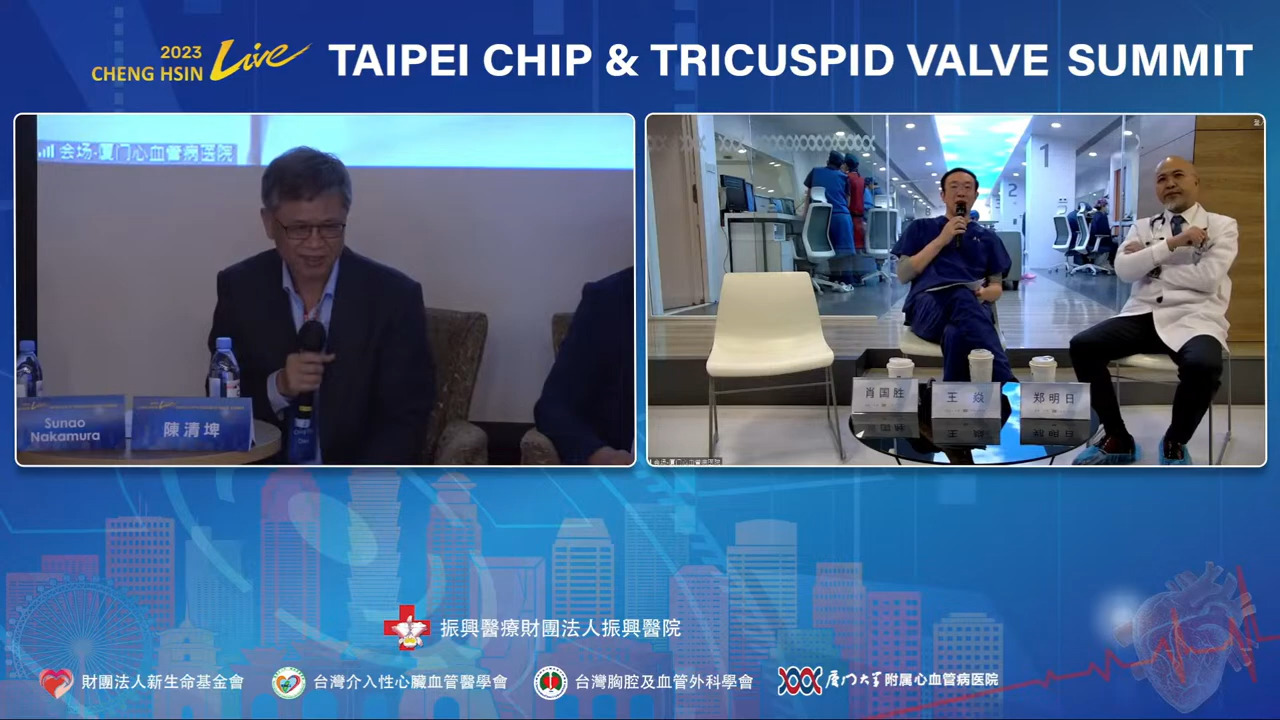 2023
CHENG HSIN Live
TAIPEI CHIP & TRICUSPID VALVE SUMMIT
会场-厦门心血管病医院
Sunao
Nakamura
陳清埤
1
2
肖国胜
王焱
郑明日
振興醫療財團法人振興醫院
財團法人新生命基金會
台灣介入性心臟血管醫學會
台灣胸腔及血管外科學會
厦门大学附属心血管病医院